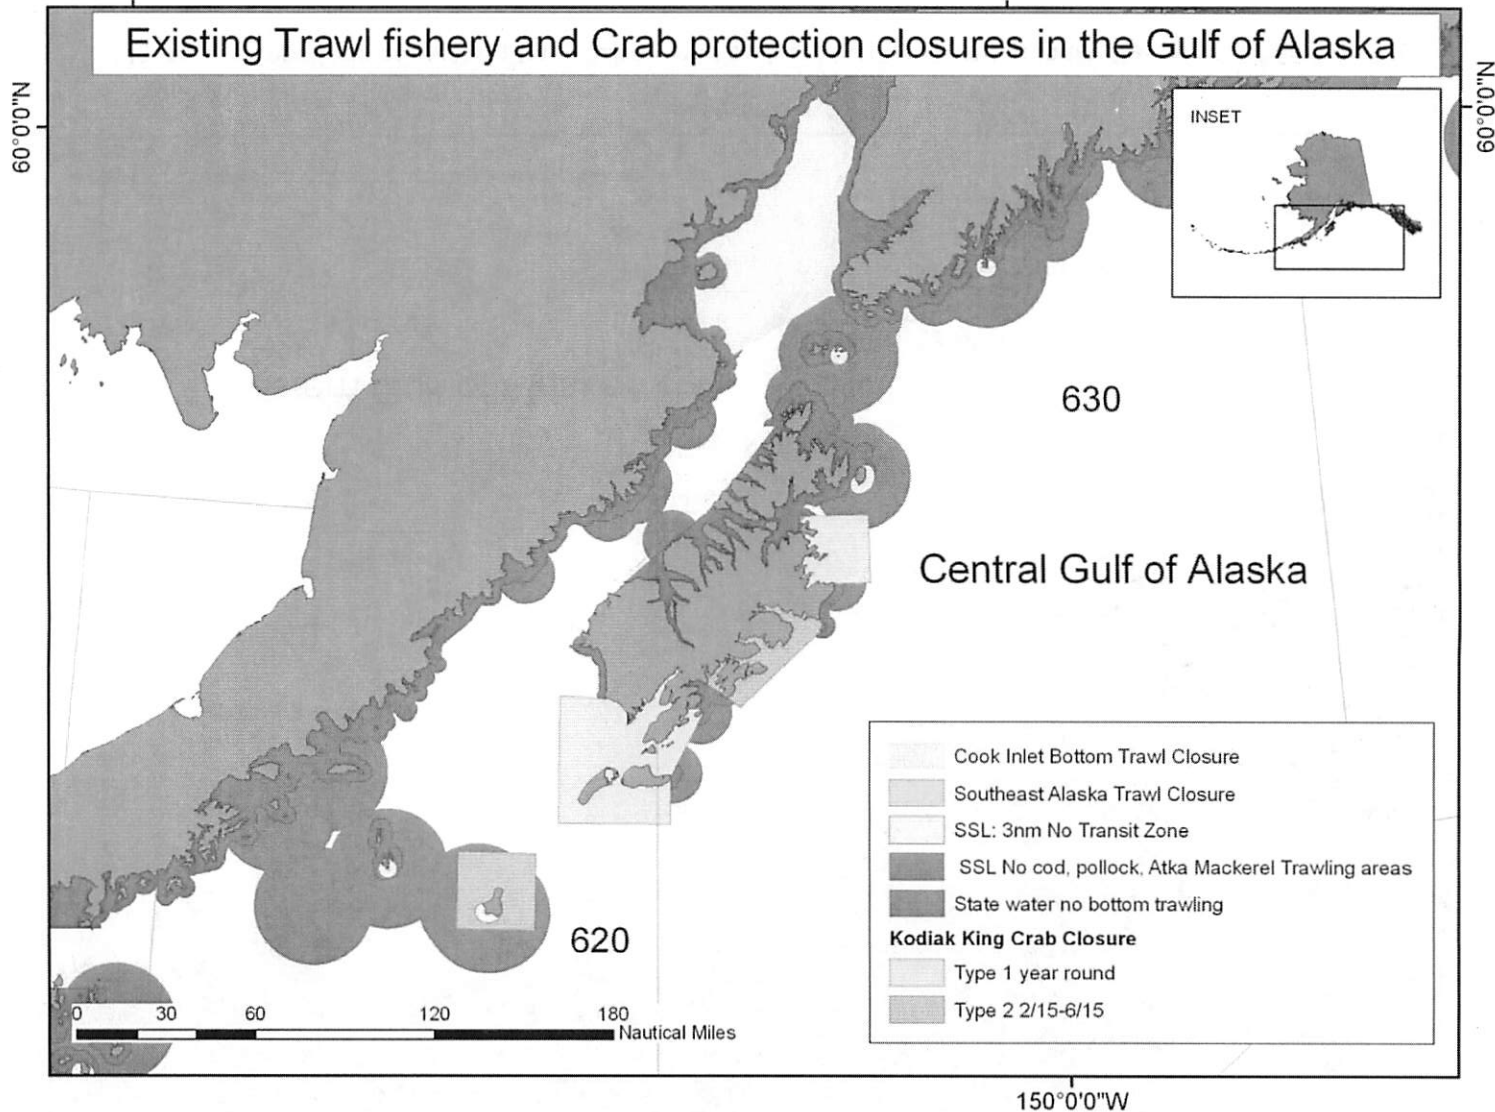 Existing Trawl fishery and Crab protection closures in the Gulf of Alaska
60°0'0"N
60°0'0"N
INSET
630
Central Gulf of Alaska
620
Cook Inlet Bottom Trawl Closure
Southeast Alaska Trawl Closure
SSL: 3nm No Transit Zone
SSL No cod, pollock, Atka Mackerel Trawling areas
State water no bottom trawling
Kodiak King Crab Closure
Type 1 year round
Type 2 2/15-6/15
0 30 60 120 180
Nautical Miles
150°0'0"W